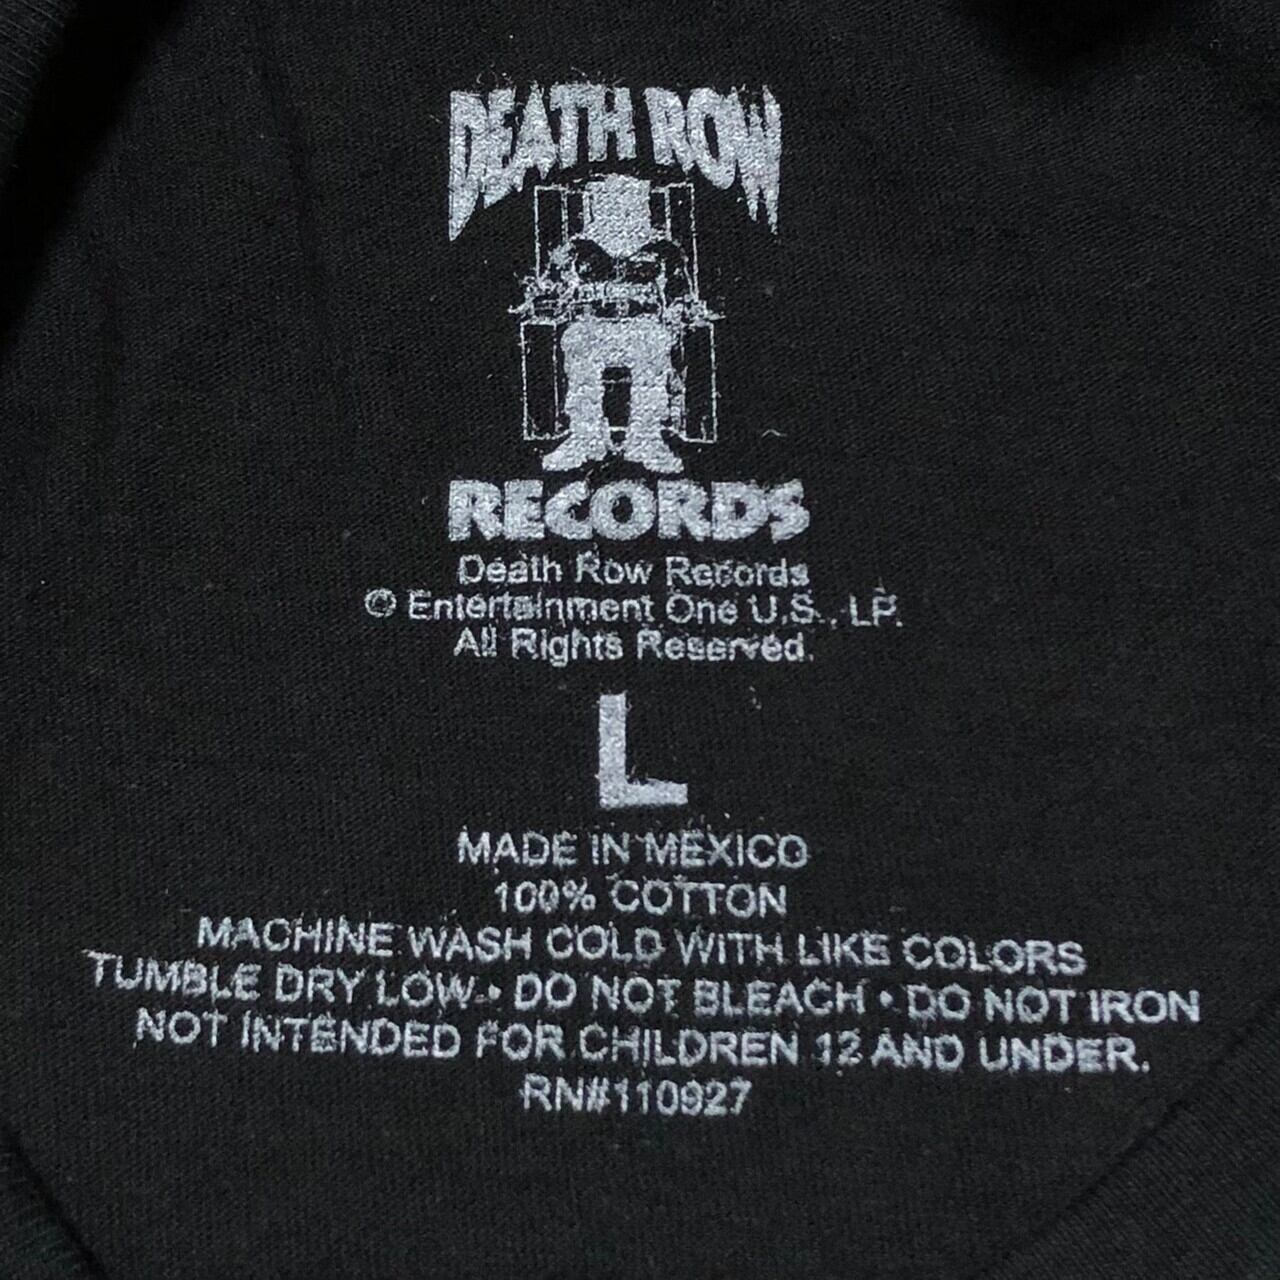 DEATH ROW
RECORDS
Death Row Records
© Entertainment One U.S., LP.
All Rights Reserved.
L
MADE IN MEXICO
100% COTTON
MACHINE WASH COLD WITH LIKE COLORS
TUMBLE DRY LOW • DO NOT BLEACH • DO NOT IRON
NOT INTENDED FOR CHILDREN 12 AND UNDER.
RN#110927